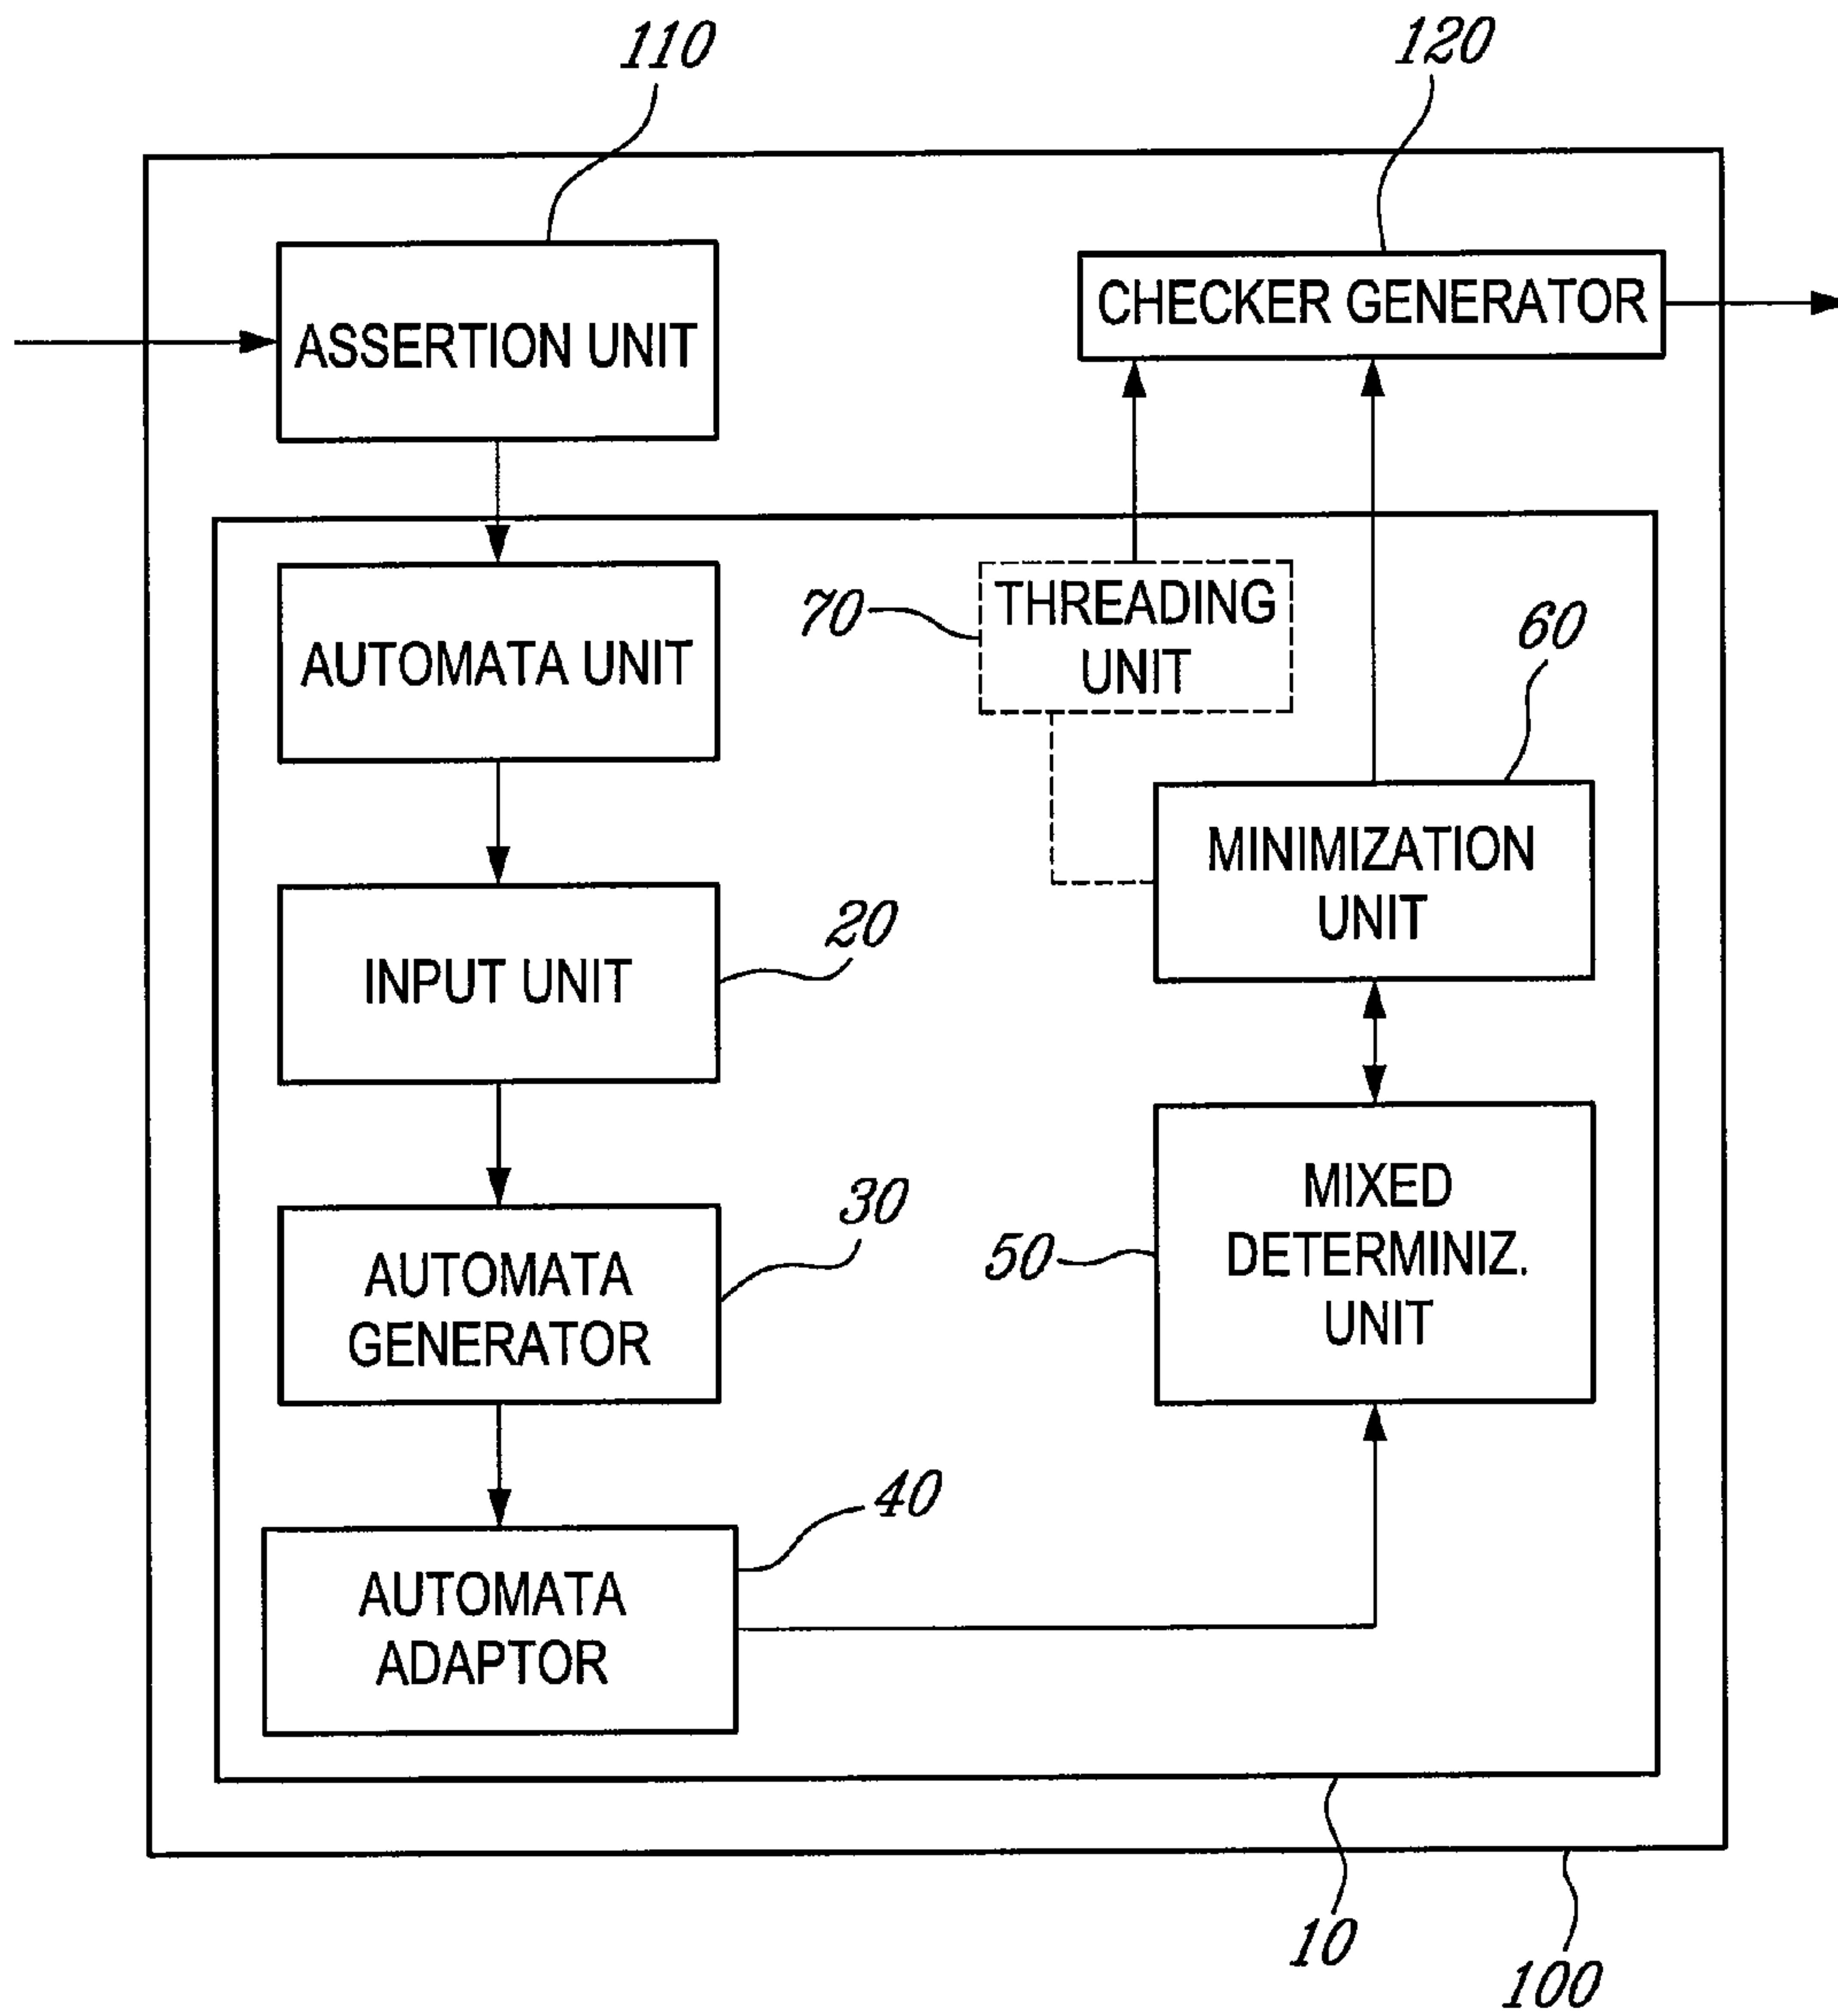 110
120
ASSERTION UNIT
CHECKER GENERATOR
AUTOMATA UNIT
70
THREADING
UNIT
60
MINIMIZATION
UNIT
INPUT UNIT
20
AUTOMATA
GENERATOR
30
50
MIXED
DETERMINIZ.
UNIT
AUTOMATA
ADAPTOR
40
10
100